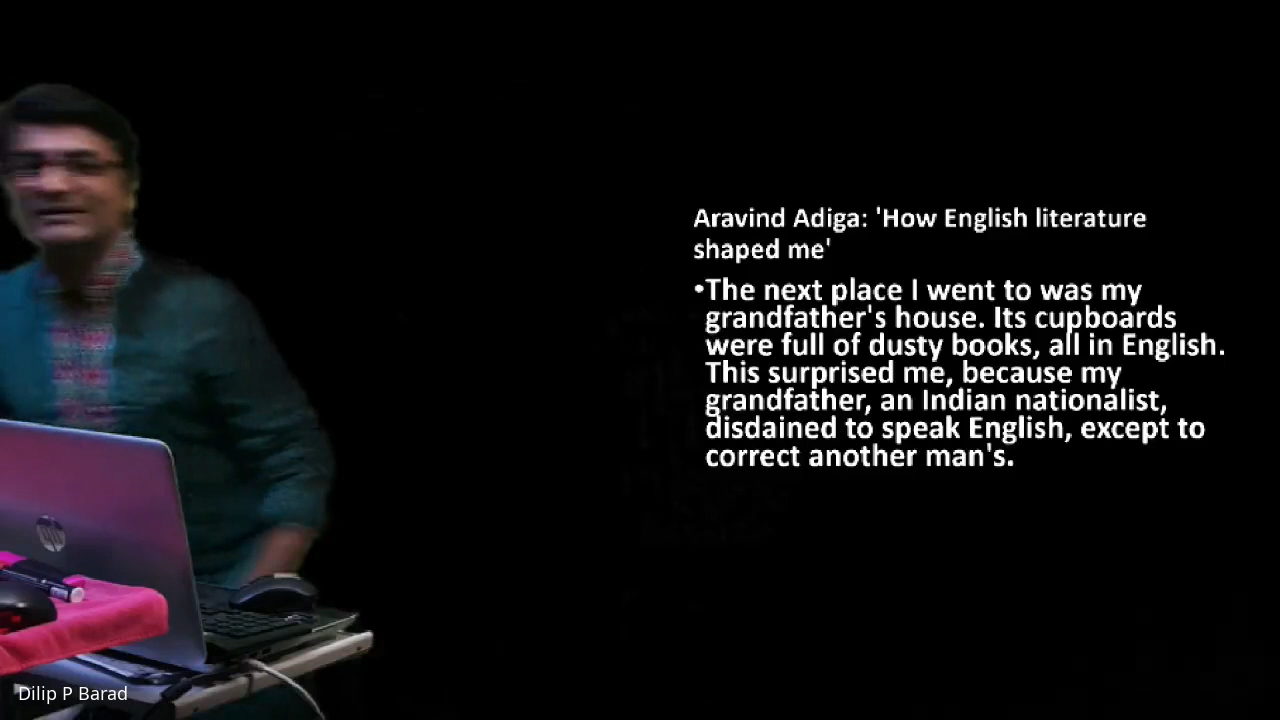 Aravind Adiga: 'How English literature
shaped me'
•The next place I went to was my
grandfather's house. Its cupboards
were full of dusty books, all in English.
This surprised me, because my
grandfather, an Indian nationalist,
disdained to speak English, except to
correct another man's.
hp
Dilip P Barad